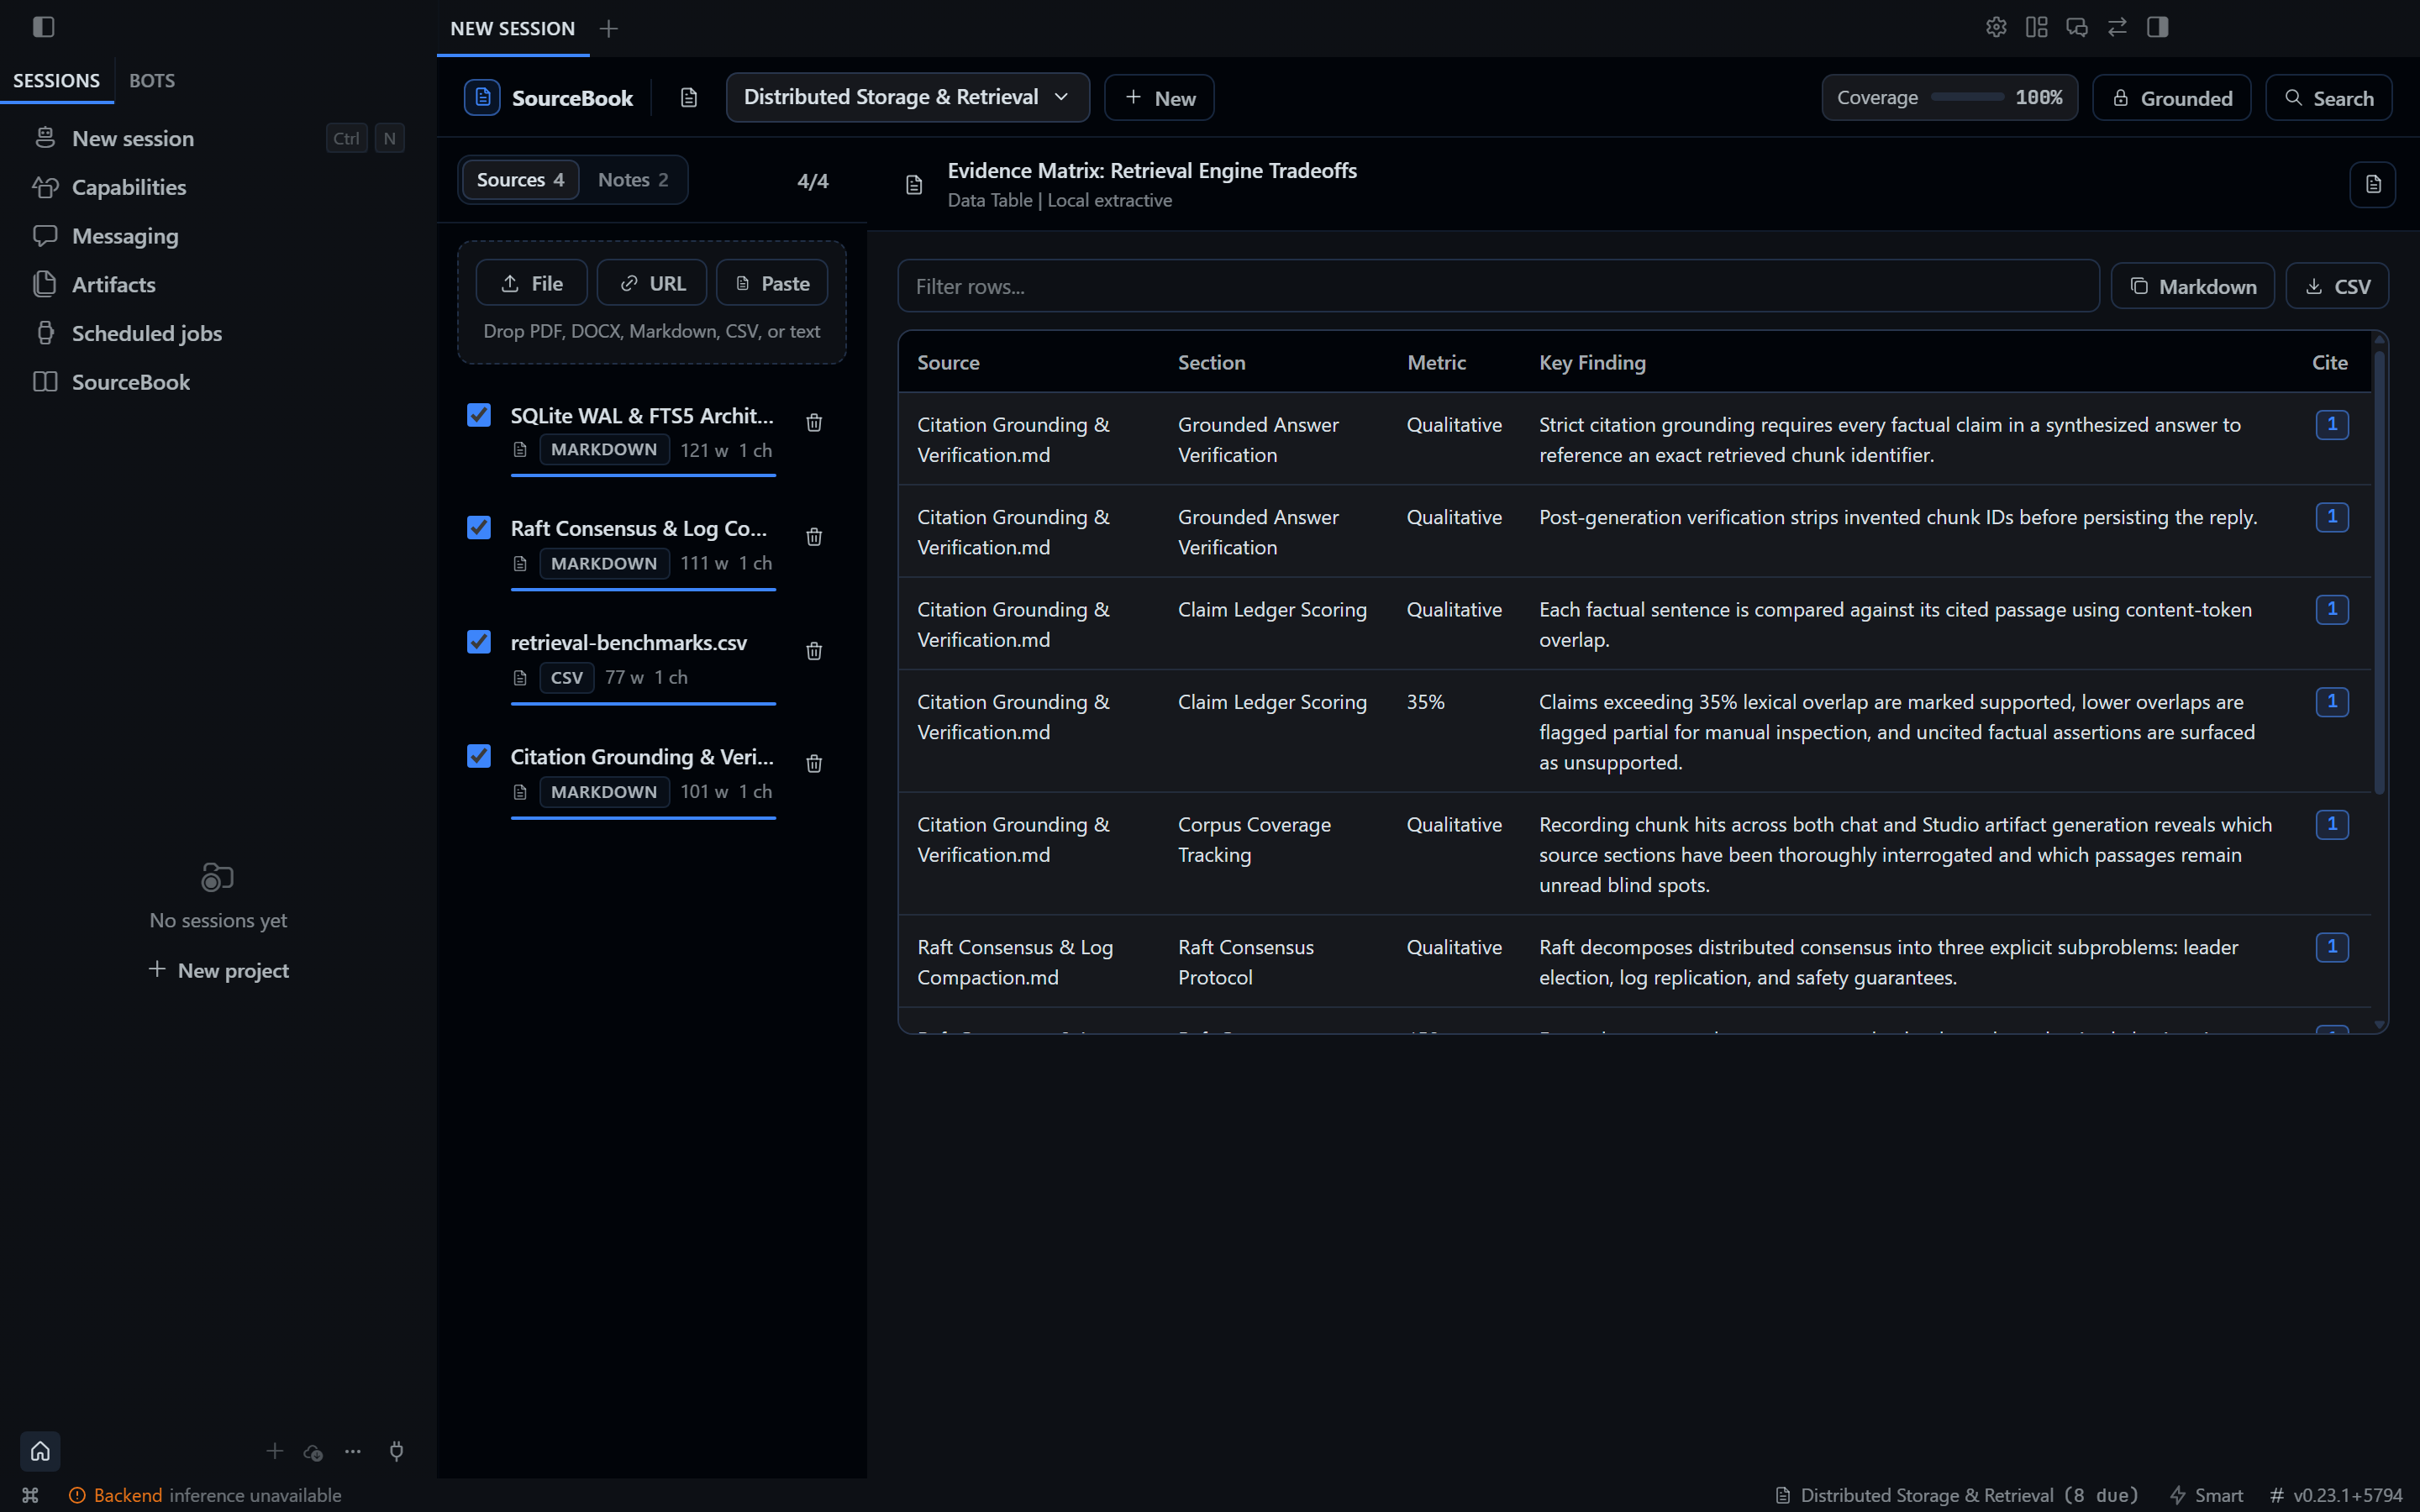 NEW SESSION
SESSIONS
BOTS
New session
Ctrl
N
Capabilities
Messaging
Artifacts
Scheduled jobs
SourceBook
No sessions yet
New project
Backend inference unavailable
SourceBook
Distributed Storage & Retrieval
New
Coverage
100%
Grounded
Search
Sources 4
Notes 2
4/4
File
URL
Paste
Drop PDF, DOCX, Markdown, CSV, or text
SQLite WAL & FTS5 Archit...
MARKDOWN 121 w 1 ch
Raft Consensus & Log Co...
MARKDOWN 111 w 1 ch
retrieval-benchmarks.csv
CSV 77 w 1 ch
Citation Grounding & Veri...
MARKDOWN 101 w 1 ch
Evidence Matrix: Retrieval Engine Tradeoffs
Data Table | Local extractive
Filter rows...
Markdown
CSV
Source
Section
Metric
Key Finding
Cite
Citation Grounding &
Verification.md
Grounded Answer
Verification
Qualitative
Strict citation grounding requires every factual claim in a synthesized answer to
reference an exact retrieved chunk identifier.
1
Citation Grounding &
Verification.md
Grounded Answer
Verification
Qualitative
Post-generation verification strips invented chunk IDs before persisting the reply.
1
Citation Grounding &
Verification.md
Claim Ledger Scoring
Qualitative
Each factual sentence is compared against its cited passage using content-token
overlap.
1
Citation Grounding &
Verification.md
Claim Ledger Scoring
35%
Claims exceeding 35% lexical overlap are marked supported, lower overlaps are
flagged partial for manual inspection, and uncited factual assertions are surfaced
as unsupported.
1
Citation Grounding &
Verification.md
Corpus Coverage
Tracking
Qualitative
Recording chunk hits across both chat and Studio artifact generation reveals which
source sections have been thoroughly interrogated and which passages remain
unread blind spots.
1
Raft Consensus & Log
Compaction.md
Raft Consensus
Protocol
Qualitative
Raft decomposes distributed consensus into three explicit subproblems: leader
election, log replication, and safety guarantees.
1
Distributed Storage & Retrieval (8 due)
Smart
# v0.23.1+5794